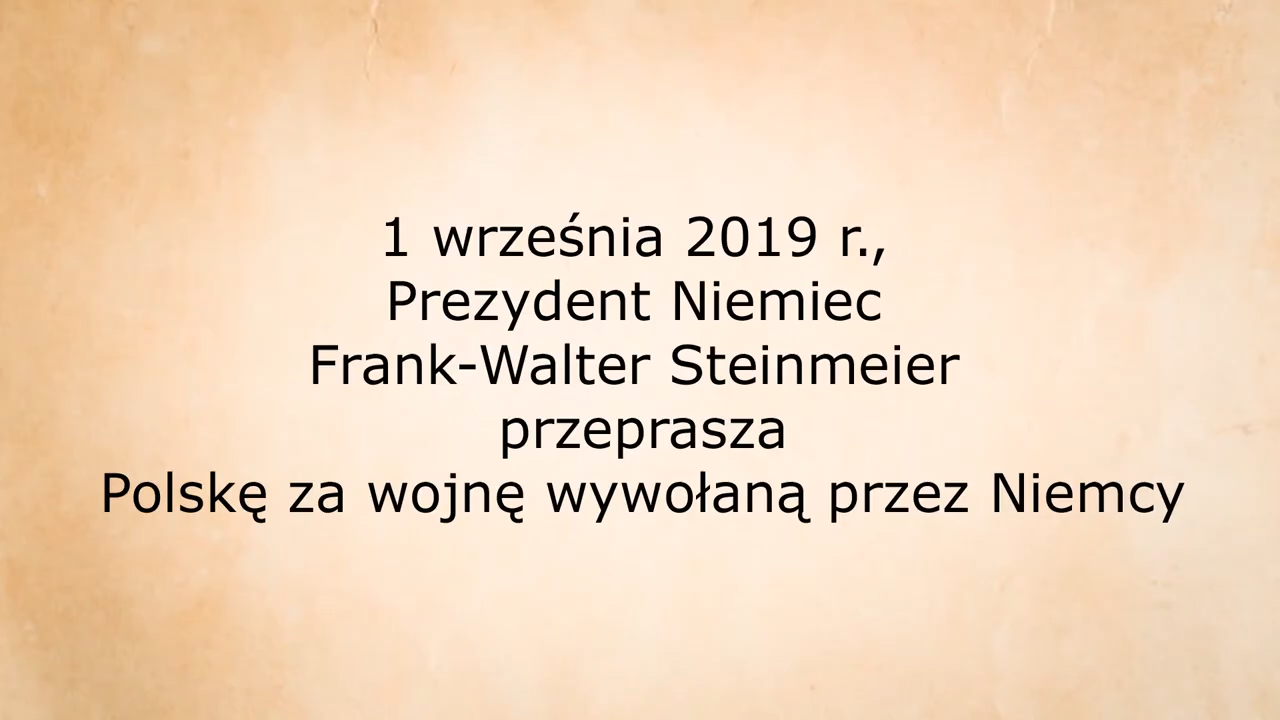 1 września 2019 r.,
Prezydent Niemiec
Frank-Walter Steinmeier
przeprasza
Polskę za wojnę wywołaną przez Niemcy